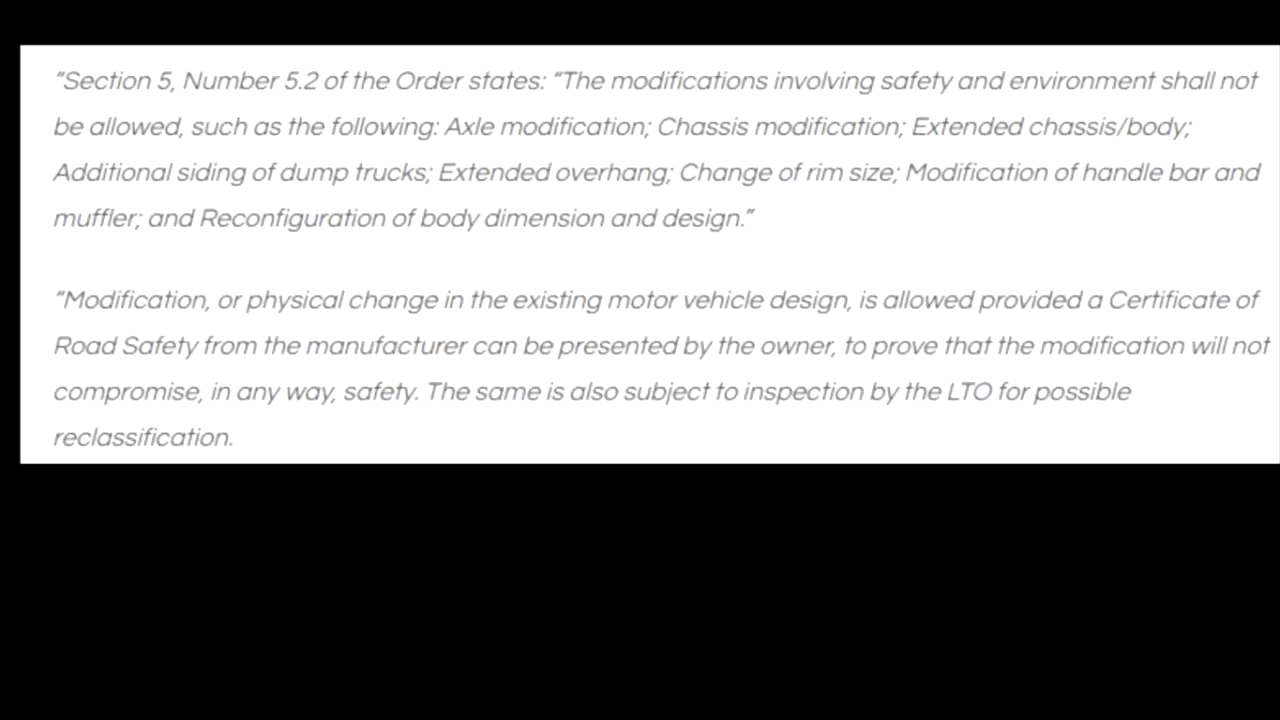 “Section 5, Number 5.2 of the Order states: “The modifications involving safety and environment shall not
be allowed, such as the following: Axle modification; Chassis modification; Extended chassis/body;
Additional siding of dump trucks; Extended overhang; Change of rim size; Modification of handle bar and
muffler; and Reconfiguration of body dimension and design.”
“Modification, or physical change in the existing motor vehicle design, is allowed provided a Certificate of
Road Safety from the manufacturer can be presented by the owner, to prove that the modification will not
compromise, in any way, safety. The same is also subject to inspection by the LTO for possible
reclassification.